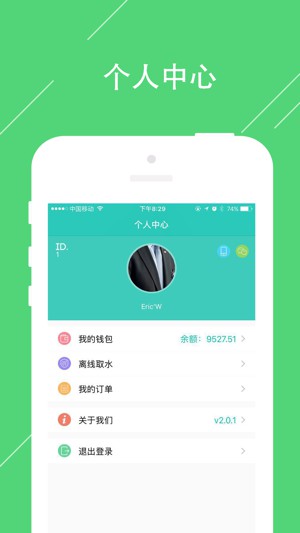 个人中心
中国移动 下午8:29 74%
个人中心
ID.
1
Eric'W
我的钱包 余额：9527.51
离线取水
我的订单
关于我们 v2.0.1
退出登录